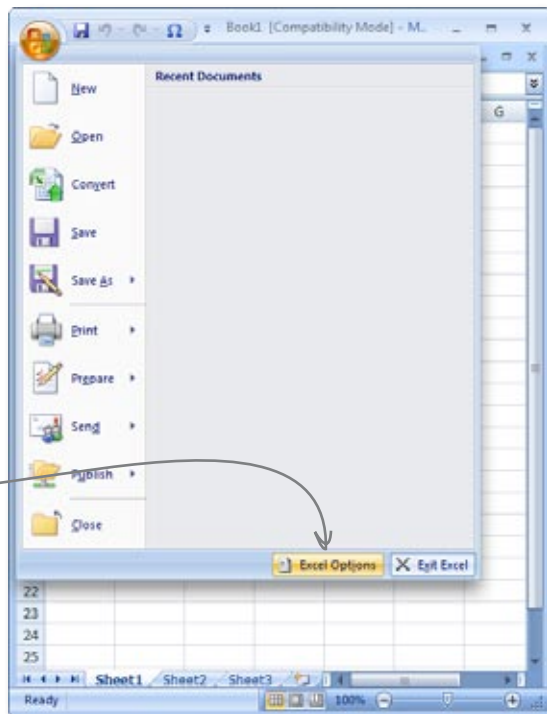 Book1 [Compatibility Mode] - M..
New
Recent Documents
Open
Convert
Save
Save As
Print
Prepare
Send
Publish
Close
Excel Options
Exit Excel
G
22
23
24
25
Sheet1 Sheet2 Sheet3
Ready
100%